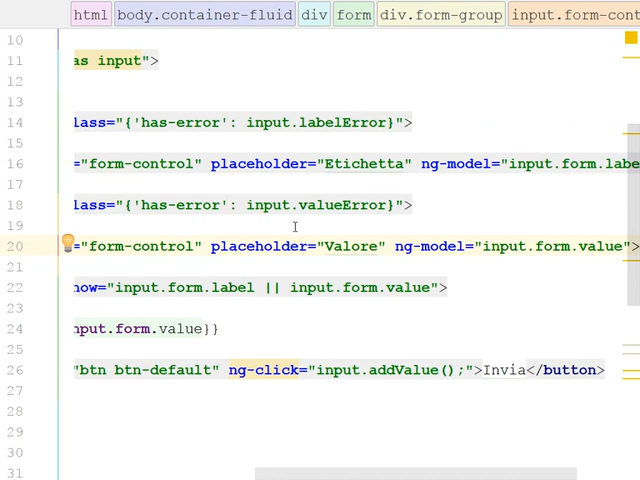 html body.container-fluid div form div.form-group input.form-cont
10
11 as input">
12
13
14 lass="{'has-error': input.labelError}">
15
16 ="form-control" placeholder="Etichetta" ng-model="input.form.labe
17
18 lass="{'has-error': input.valueError}">
19
20 ="form-control" placeholder="Valore" ng-model="input.form.value">
21
22 how="input.form.label || input.form.value">
23
24 nput.form.value}}
25
26 "btn btn-default" ng-click="input.addValue();">Invia</button>
27
28
29
30
31